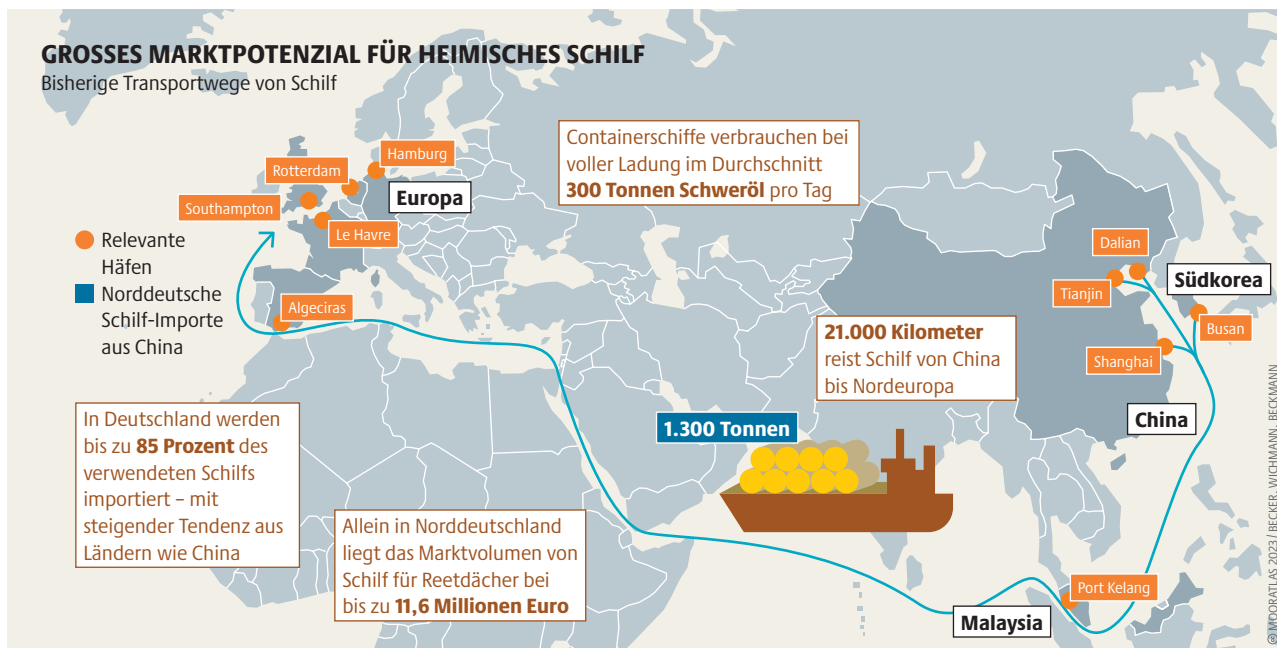 GROSSES MARKTPOTENZIAL FÜR HEIMISCHES SCHILF
Bisherige Transportwege von Schilf
Containerschiffe verbrauchen bei
voller Ladung im Durchschnitt
300 Tonnen Schweröl pro Tag
Hamburg
Rotterdam
Europa
Southampton
Le Havre
Relevante
Häfen
Norddeutsche
Schilf-Importe
aus China
Algeciras
Dalian
Südkorea
Tianjin
Busan
Shanghai
21.000 Kilometer
reist Schilf von China
bis Nordeuropa
China
1.300 Tonnen
In Deutschland werden
bis zu 85 Prozent des
verwendeten Schilfs
importiert – mit
steigender Tendenz aus
Ländern wie China
Allein in Norddeutschland
liegt das Marktvolumen von
Schilf für Reetdächer bei
bis zu 11,6 Millionen Euro
Port Kelang
Malaysia
© MOORATLAS 2023 / BECKER, WICHMANN, BECKMANN